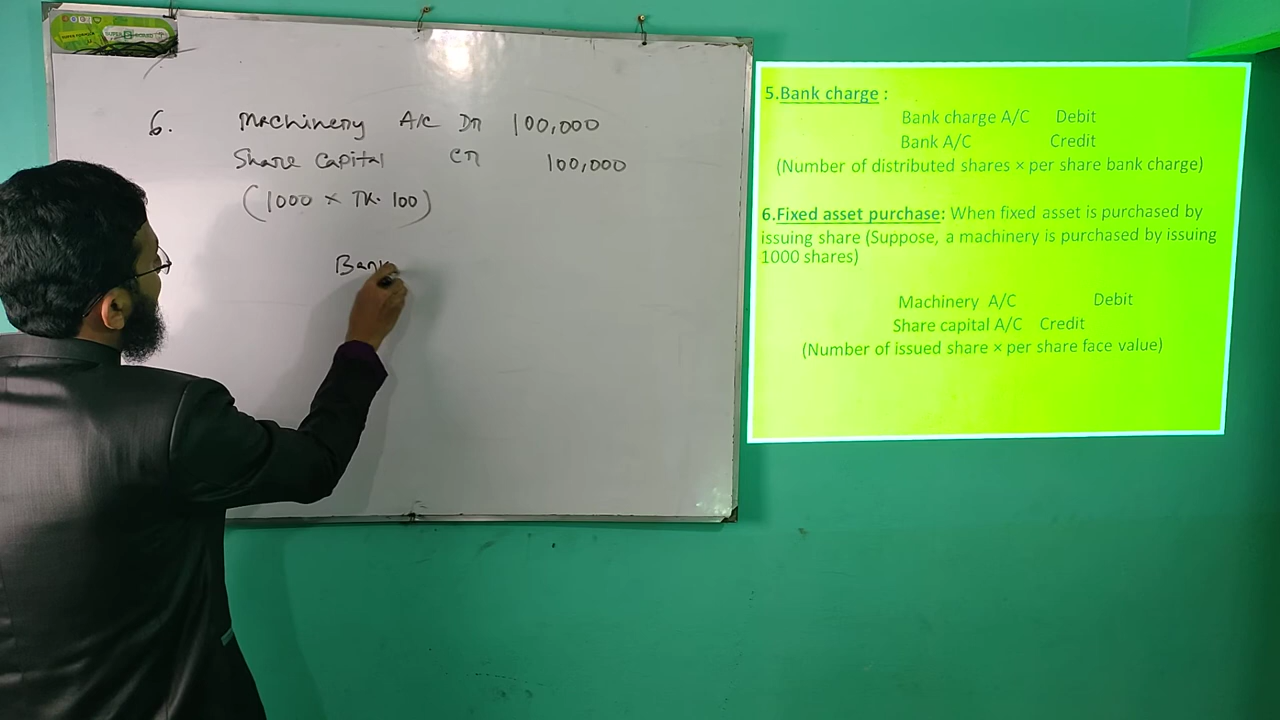 6. Machinery A/C Dr 100,000
Share Capital Cr 100,000
(1000 × TK. 100)
Bank
5.Bank charge :
Bank charge A/C Debit
Bank A/C Credit
(Number of distributed shares × per share bank charge)
6.Fixed asset purchase: When fixed asset is purchased by
issuing share (Suppose, a machinery is purchased by issuing
1000 shares)
Machinery A/C Debit
Share capital A/C Credit
(Number of issued share × per share face value)